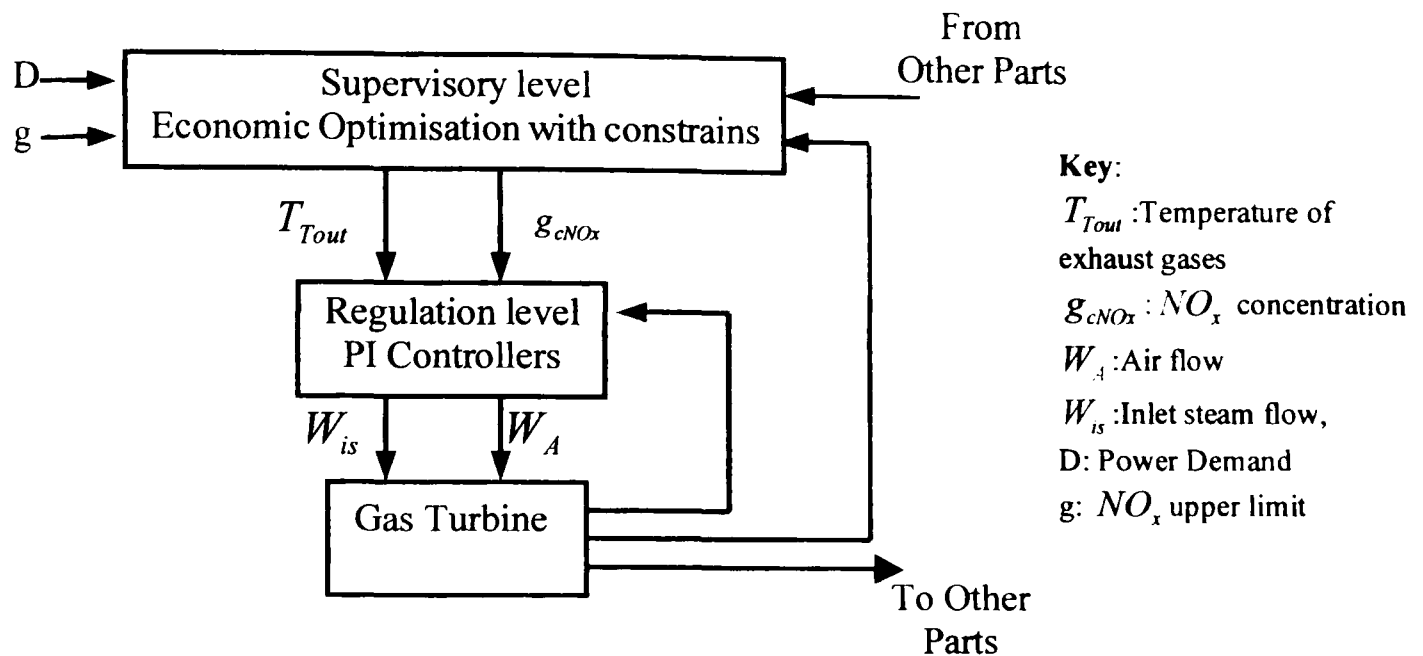 From
Other Parts
D
g
Supervisory level
Economic Optimisation with constrains
T_Tout
g_cNOx
Regulation level
PI Controllers
W_is
W_A
Gas Turbine
To Other
Parts
Key:
T_Tout :Temperature of
exhaust gases
g_cNOx : NO_x concentration
W_A :Air flow
W_is :Inlet steam flow,
D: Power Demand
g: NO_x upper limit